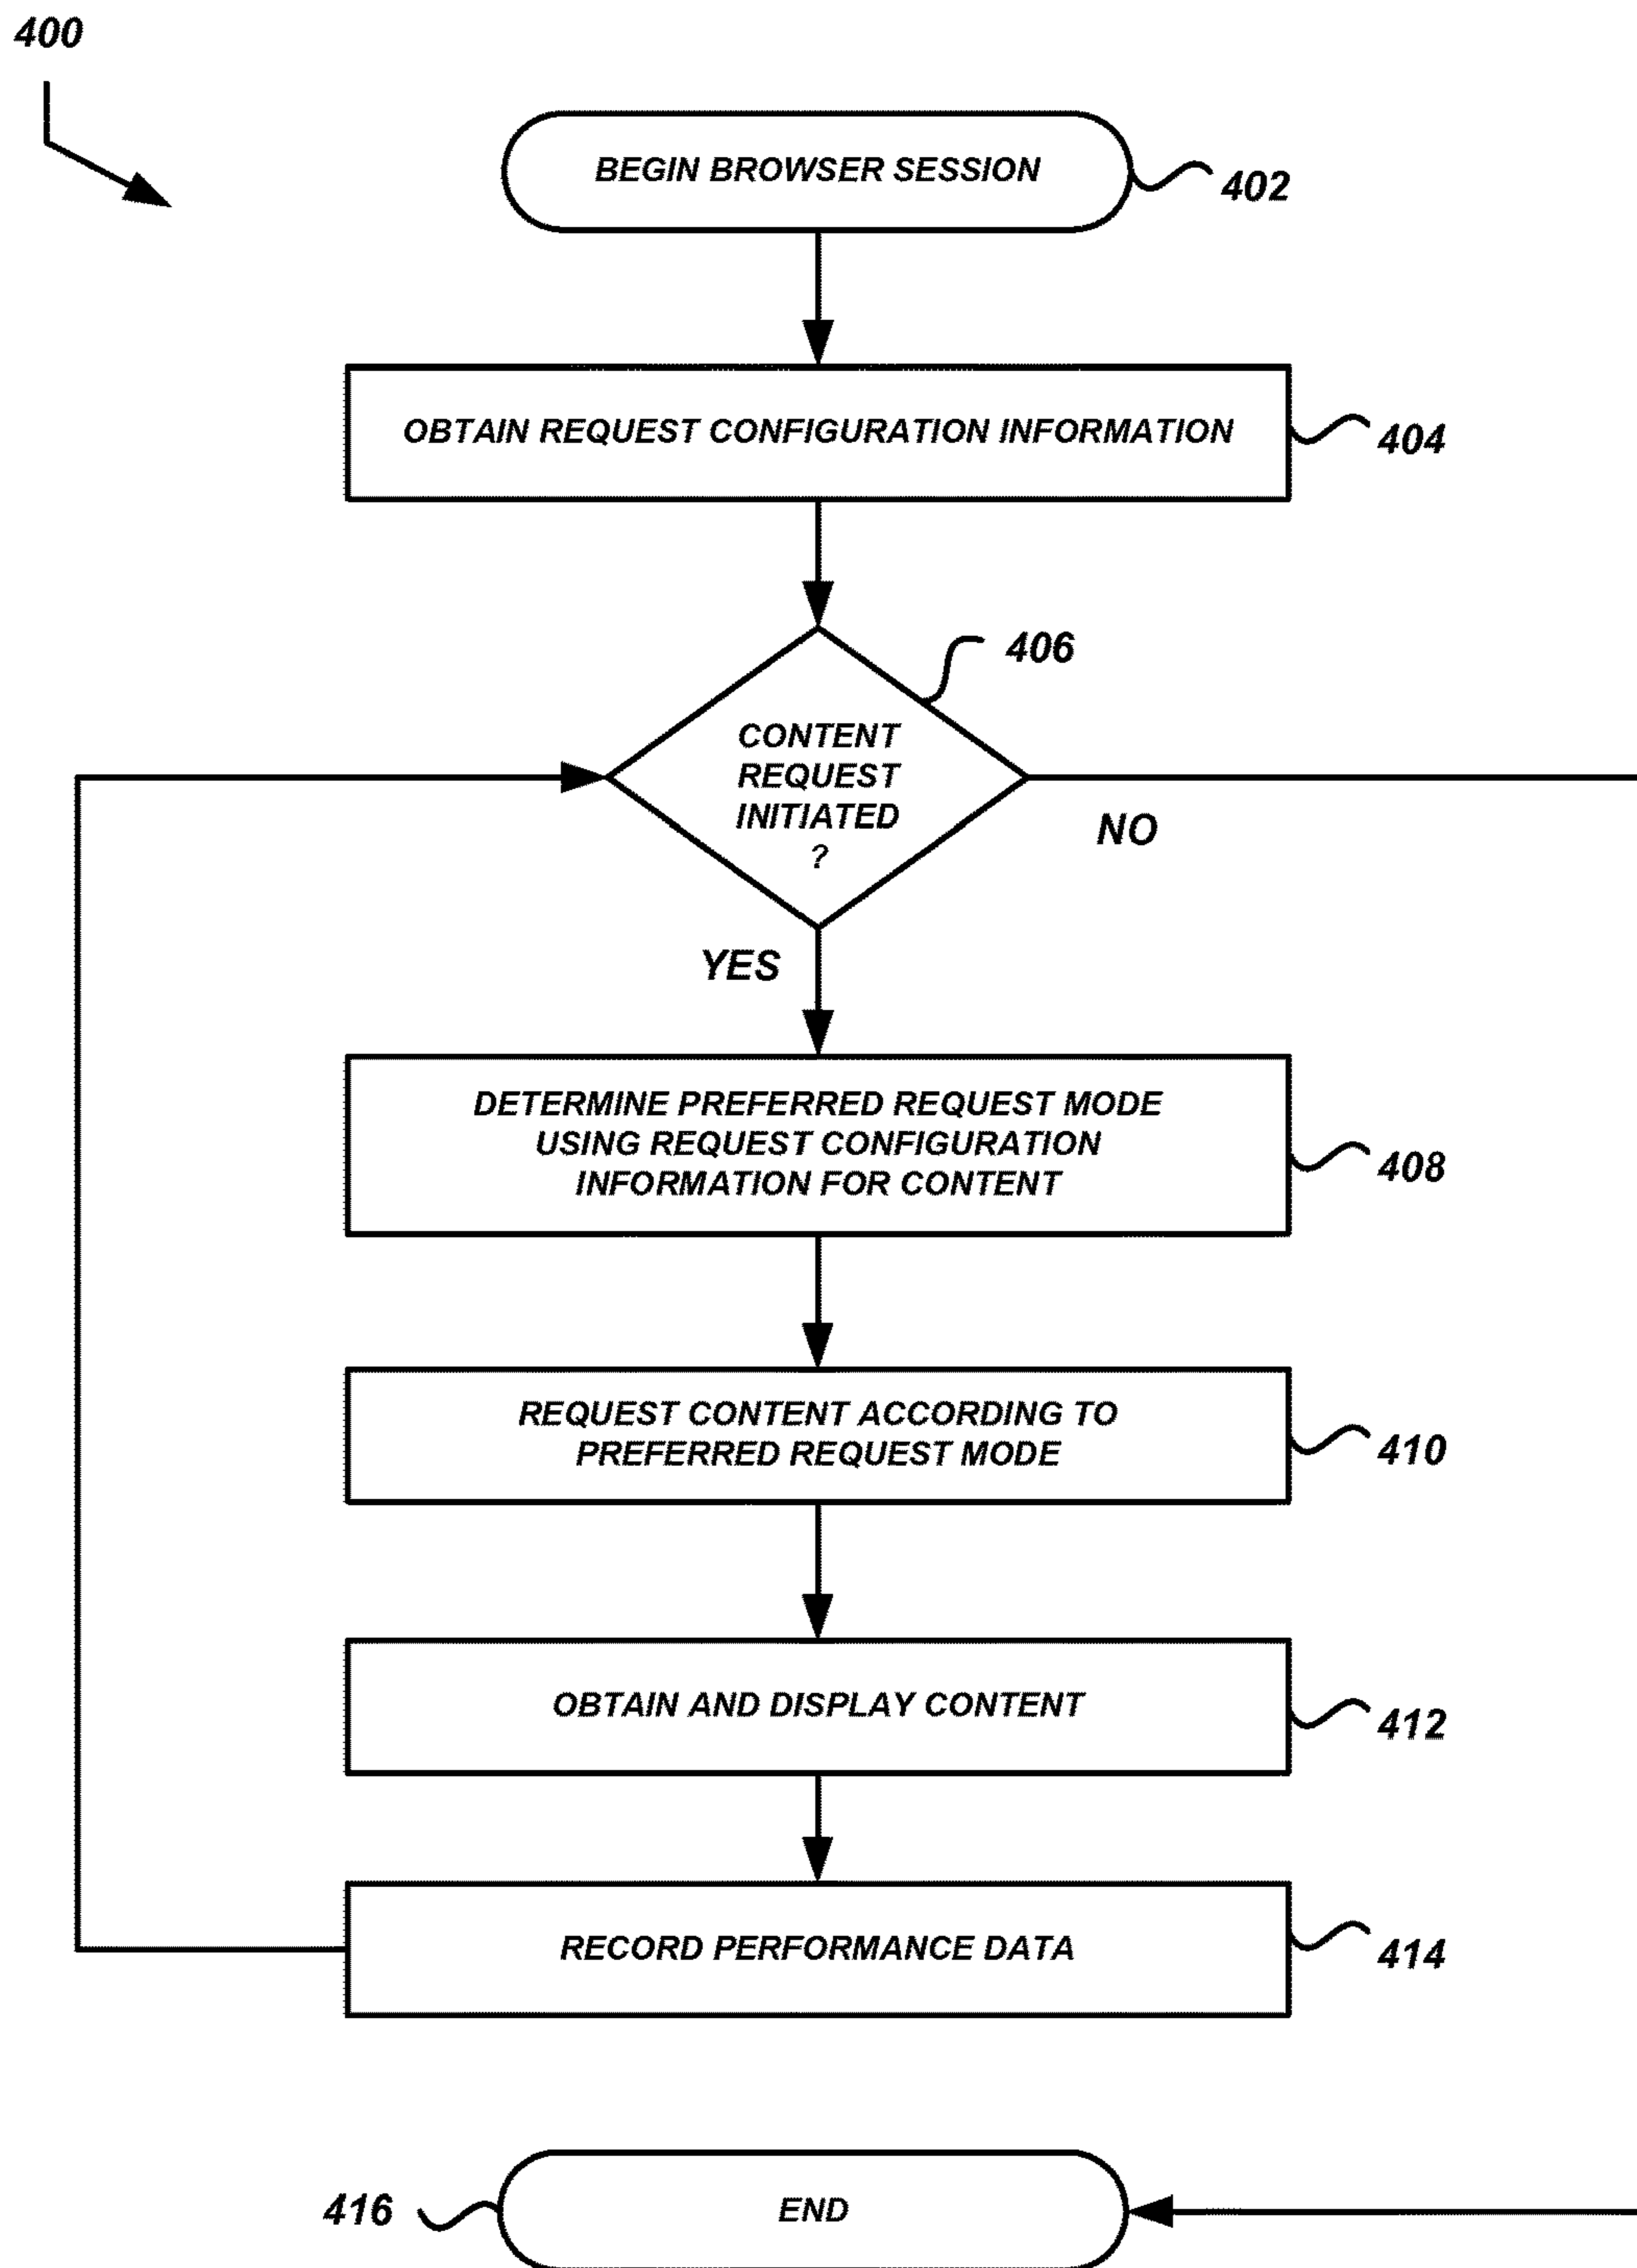 400
BEGIN BROWSER SESSION
402
OBTAIN REQUEST CONFIGURATION INFORMATION
404
406
CONTENT
REQUEST
INITIATED
?
NO
YES
DETERMINE PREFERRED REQUEST MODE
USING REQUEST CONFIGURATION
INFORMATION FOR CONTENT
408
REQUEST CONTENT ACCORDING TO
PREFERRED REQUEST MODE
410
OBTAIN AND DISPLAY CONTENT
412
RECORD PERFORMANCE DATA
414
416
END